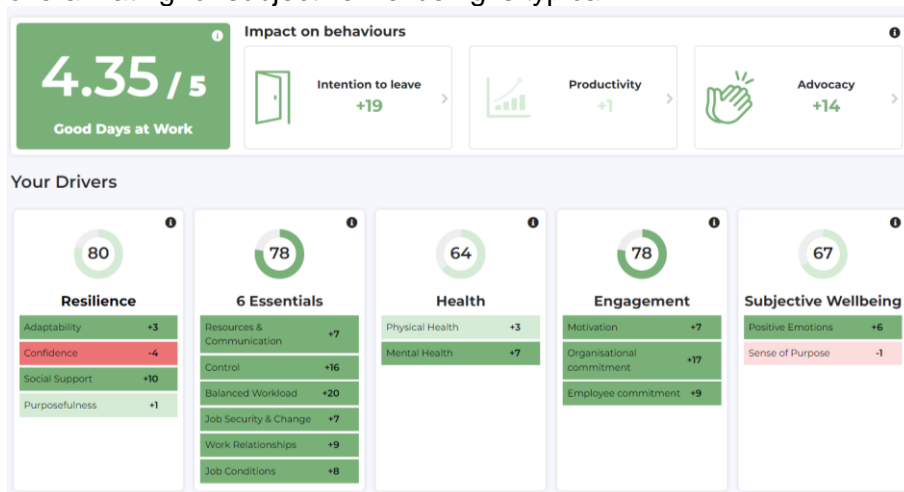 Impact on behaviours
4.35 / 5
Good Days at Work
Intention to leave
+19
Productivity
+1
Advocacy
+14
Your Drivers
80
Resilience
Adaptability +3
Confidence -4
Social Support +10
Purposefulness +1
78
6 Essentials
Resources &
Communication +7
Control +16
Balanced Workload +20
Job Security & Change +7
Work Relationships +9
Job Conditions +8
64
Health
Physical Health +3
Mental Health +7
78
Engagement
Motivation +7
Organisational
commitment +17
Employee commitment +9
67
Subjective Wellbeing
Positive Emotions +6
Sense of Purpose -1